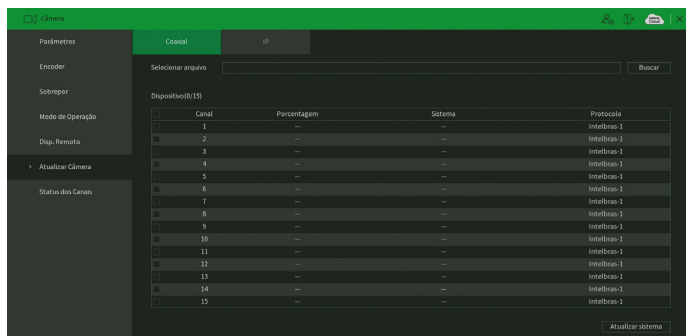 Câmera
Parâmetros
Encoder
Sobrepor
Modo de Operação
Disp. Remoto
> Atualizar Câmera
Status dos Canais
Coaxial IP
Selecionar arquivo Buscar
Dispositivo(0/15)
Canal Porcentagem Sistema Protocolo
1 -- -- Intelbras-1
2 -- -- Intelbras-1
3 -- -- Intelbras-1
4 -- -- Intelbras-1
5 -- -- Intelbras-1
6 -- -- Intelbras-1
7 -- -- Intelbras-1
8 -- -- Intelbras-1
9 -- -- Intelbras-1
10 -- -- Intelbras-1
11 -- -- Intelbras-1
12 -- -- Intelbras-1
13 -- -- Intelbras-1
14 -- -- Intelbras-1
15 -- -- Intelbras-1
Atualizar sistema